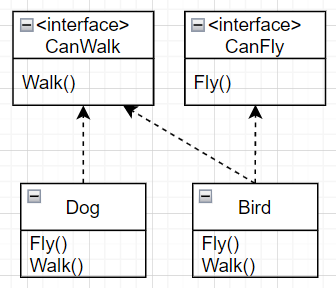 <interface>
CanWalk
Walk()
<interface>
CanFly
Fly()
Dog
Fly()
Walk()
Bird
Fly()
Walk()